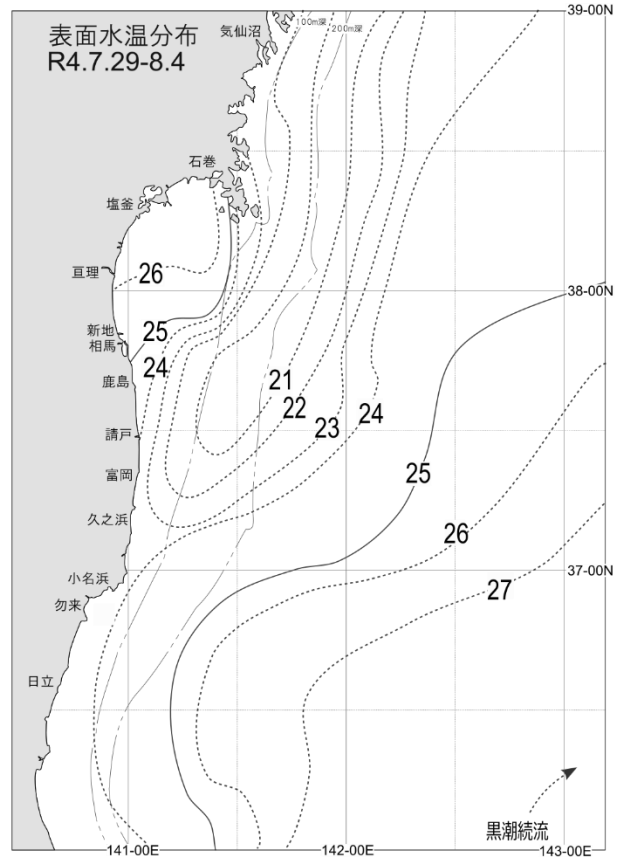 表面水温分布
R4.7.29-8.4
気仙沼
100m深
200m深
39-00N
石巻
塩釜
亘理
26
38-00N
新地
25
相馬
24
鹿島
21
22
23
24
請戸
富岡
25
久之浜
26
37-00N
小名浜
27
勿来
日立
黒潮続流
141-00E
142-00E
143-00E